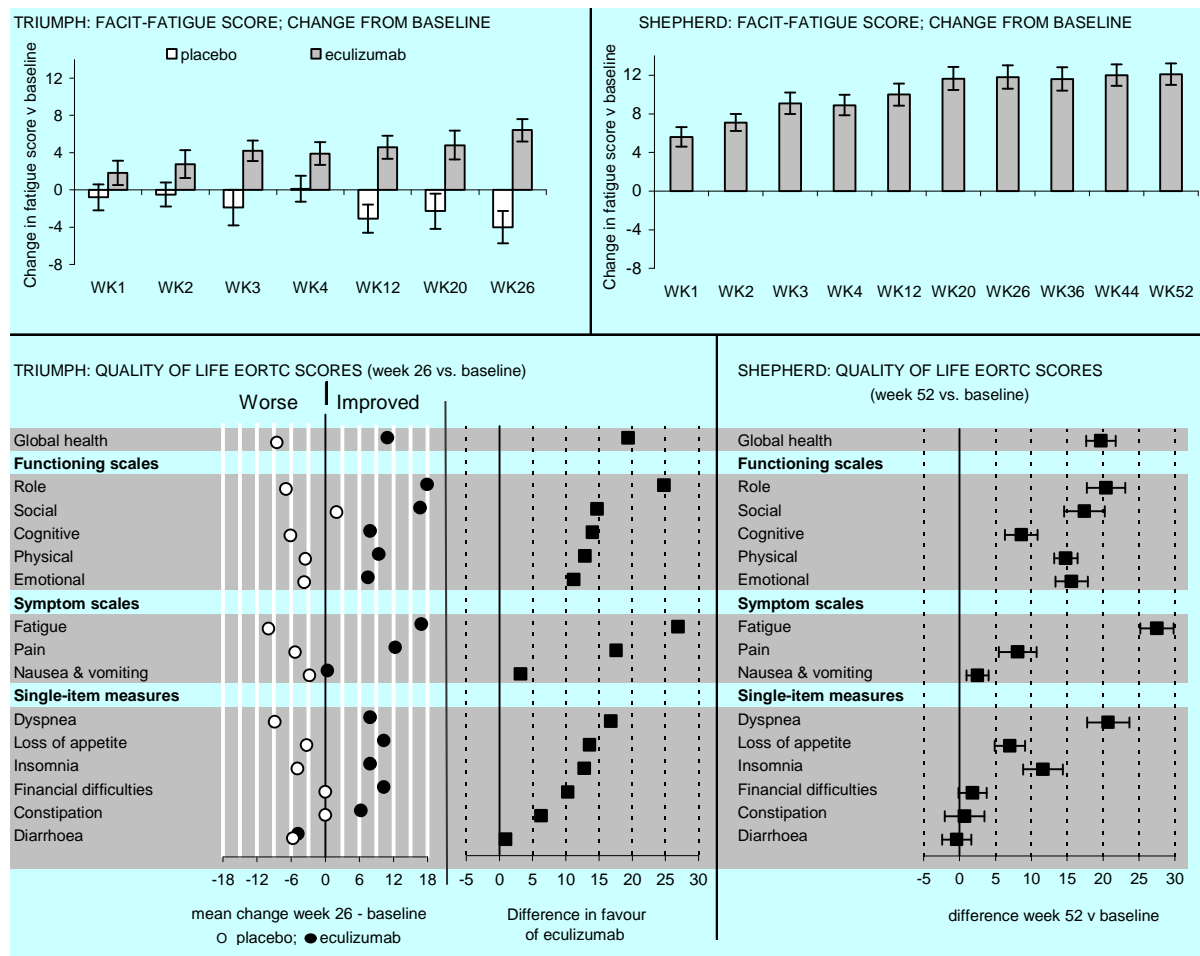 TRIUMPH: FACIT-FATIGUE SCORE; CHANGE FROM BASELINE
placebo eculizumab
Change in fatigue score v baseline
12
8
4
0
-4
-8
WK1 WK2 WK3 WK4 WK12 WK20 WK26
SHEPHERD: FACIT-FATIGUE SCORE; CHANGE FROM BASELINE
Change in fatigue score v baseline
12
8
4
0
-4
-8
WK1 WK2 WK3 WK4 WK12 WK20 WK26 WK36 WK44 WK52
TRIUMPH: QUALITY OF LIFE EORTC SCORES (week 26 vs. baseline)
Worse Improved
Global health
Functioning scales
Role
Social
Cognitive
Physical
Emotional
Symptom scales
Fatigue
Pain
Nausea & vomiting
Single-item measures
Dyspnea
Loss of appetite
Insomnia
Financial difficulties
Constipation
Diarrhoea
-18 -12 -6 0 6 12 18
mean change week 26 - baseline
placebo; eculizumab
-5 0 5 10 15 20 25 30
Difference in favour
of eculizumab
SHEPHERD: QUALITY OF LIFE EORTC SCORES
(week 52 vs. baseline)
Global health
Functioning scales
Role
Social
Cognitive
Physical
Emotional
Symptom scales
Fatigue
Pain
Nausea & vomiting
Single-item measures
Dyspnea
Loss of appetite
Insomnia
Financial difficulties
Constipation
Diarrhoea
-5 0 5 10 15 20 25 30
difference week 52 v baseline